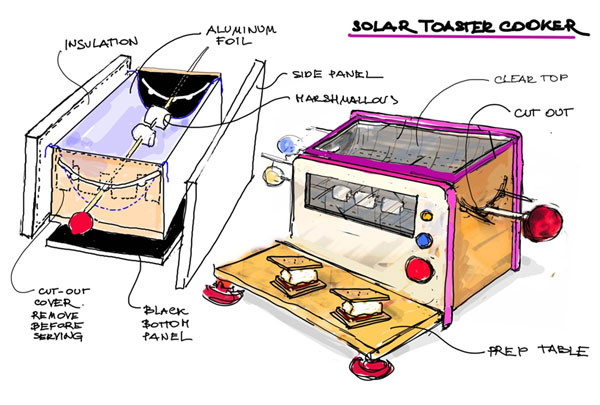 SOLAR TOASTER COOKER
ALUMINUM
FOIL
INSULATION
SIDE PANEL
MARSHMALLOWS
CLEAR TOP
CUT OUT
CUT-OUT
COVER.
REMOVE
BEFORE
SERVING
BLACK
BOTTOM
PANEL
PREP TABLE